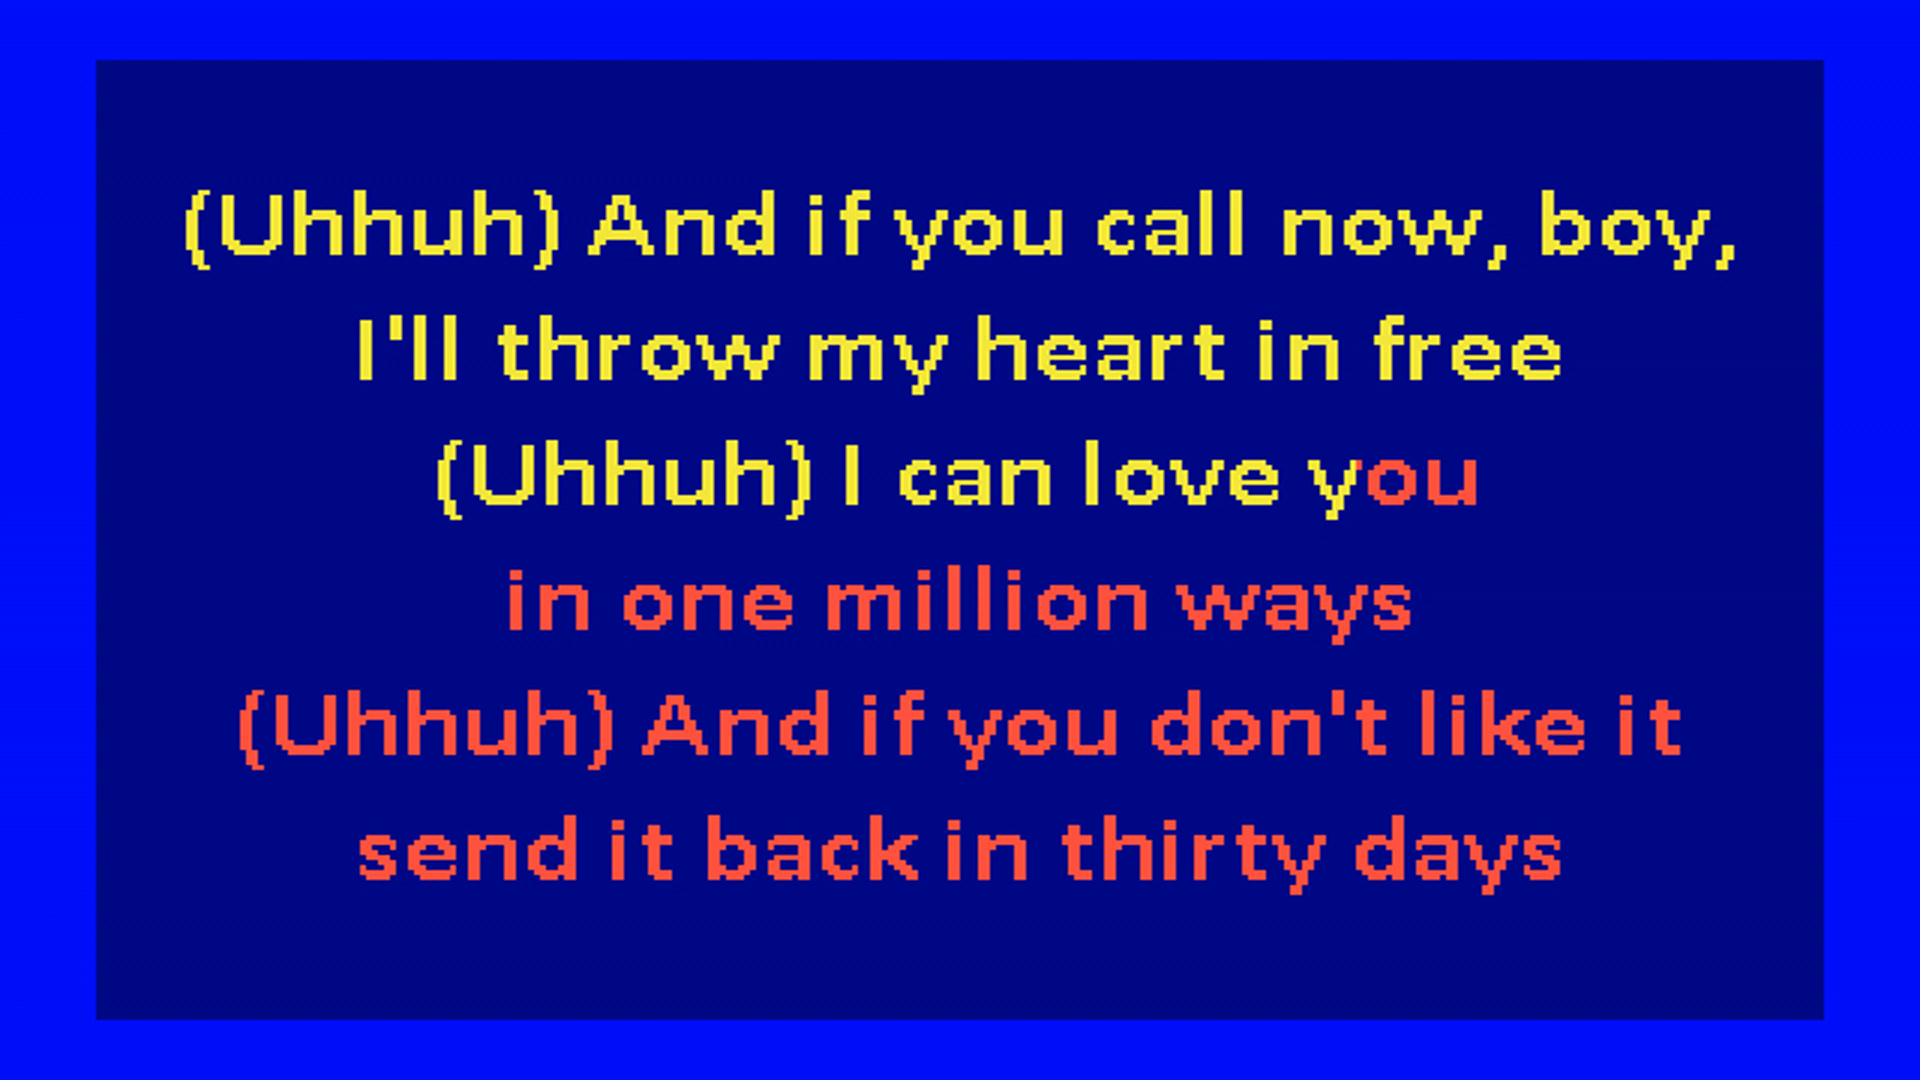 (Uhhuh) And if you call now, boy,
I'll throw my heart in free
(Uhhuh) I can love you
in one million ways
(Uhhuh) And if you don't like it
send it back in thirty days